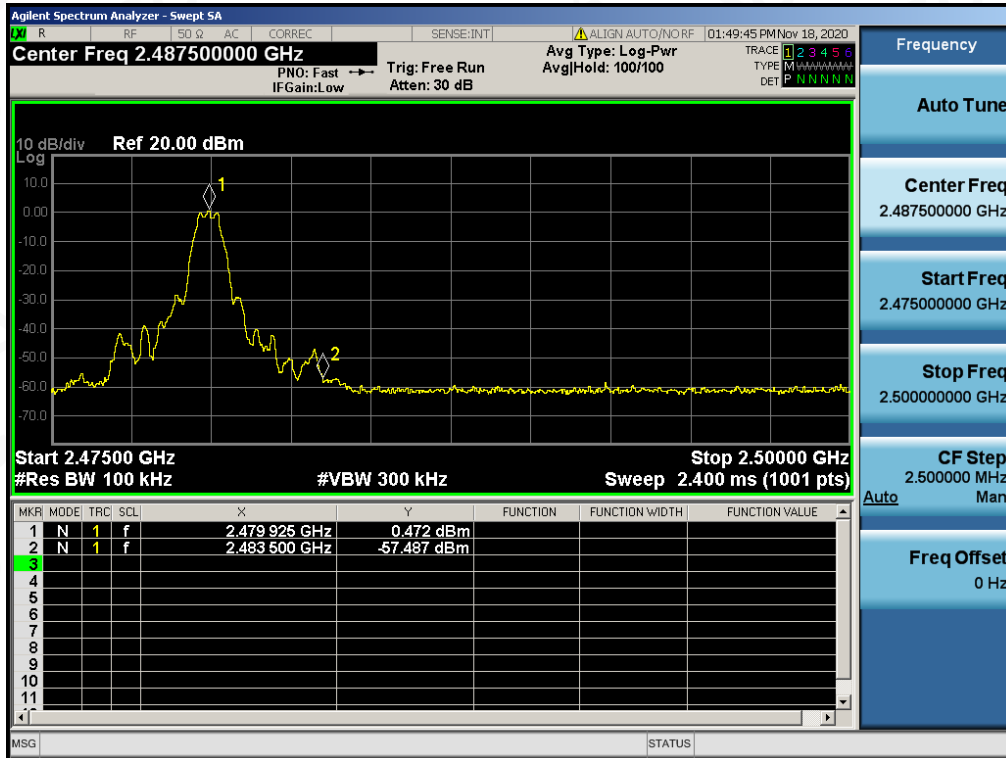 Agilent Spectrum Analyzer - Swept SA
LXI R RF 50 Ω AC CORREC SENSE:INT ALIGN AUTO/NO RF 01:49:45 PM Nov 18, 2020
Center Freq 2.487500000 GHz
PNO: Fast
IFGain:Low
Trig: Free Run
Atten: 30 dB
Avg Type: Log-Pwr
Avg|Hold: 100/100
TRACE 1 2 3 4 5 6
TYPE M
DET P N N N N N
10 dB/div Ref 20.00 dBm
Log
10.0
0.00
-10.0
-20.0
-30.0
-40.0
-50.0
-60.0
-70.0
1
2
Start 2.47500 GHz Stop 2.50000 GHz
#Res BW 100 kHz #VBW 300 kHz Sweep 2.400 ms (1001 pts)
MKR MODE TRC SCL X Y FUNCTION FUNCTION WIDTH FUNCTION VALUE
1 N 1 f 2.479 925 GHz 0.472 dBm
2 N 1 f 2.483 500 GHz -57.487 dBm
3
4
5
6
7
8
9
10
11
MSG STATUS
Frequency
Auto Tune
Center Freq
2.487500000 GHz
Start Freq
2.475000000 GHz
Stop Freq
2.500000000 GHz
CF Step
2.500000 MHz
Auto Man
Freq Offset
0 Hz